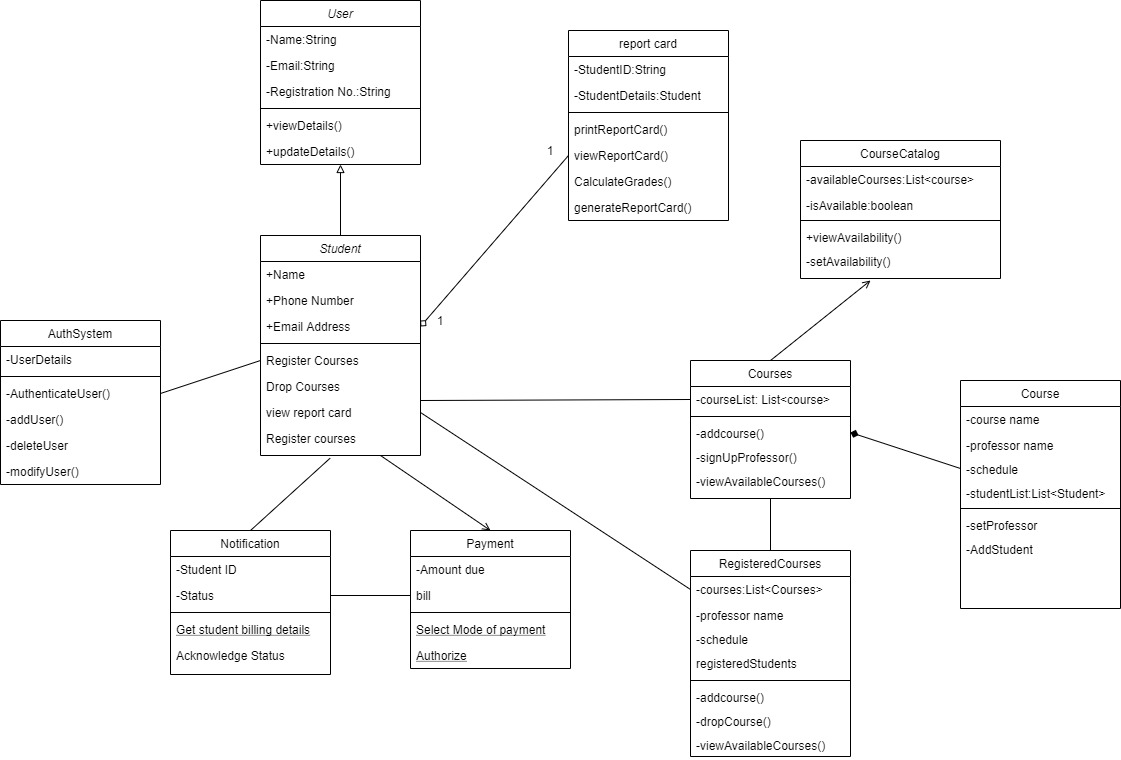 User
-Name:String
-Email:String
-Registration No.:String
+viewDetails()
+updateDetails()
report card
-StudentID:String
-StudentDetails:Student
printReportCard()
viewReportCard()
CalculateGrades()
generateReportCard()
1
1
CourseCatalog
-availableCourses:List<course>
-isAvailable:boolean
+viewAvailability()
-setAvailability()
Student
+Name
+Phone Number
+Email Address
Register Courses
Drop Courses
view report card
Register courses
AuthSystem
-UserDetails
-AuthenticateUser()
-addUser()
-deleteUser
-modifyUser()
Courses
-courseList: List<course>
-addcourse()
-signUpProfessor()
-viewAvailableCourses()
Course
-course name
-professor name
-schedule
-studentList:List<Student>
-setProfessor
-AddStudent
Notification
-Student ID
-Status
Get student billing details
Acknowledge Status
Payment
-Amount due
bill
Select Mode of payment
Authorize
RegisteredCourses
-courses:List<Courses>
-professor name
-schedule
registeredStudents
-addcourse()
-dropCourse()
-viewAvailableCourses()